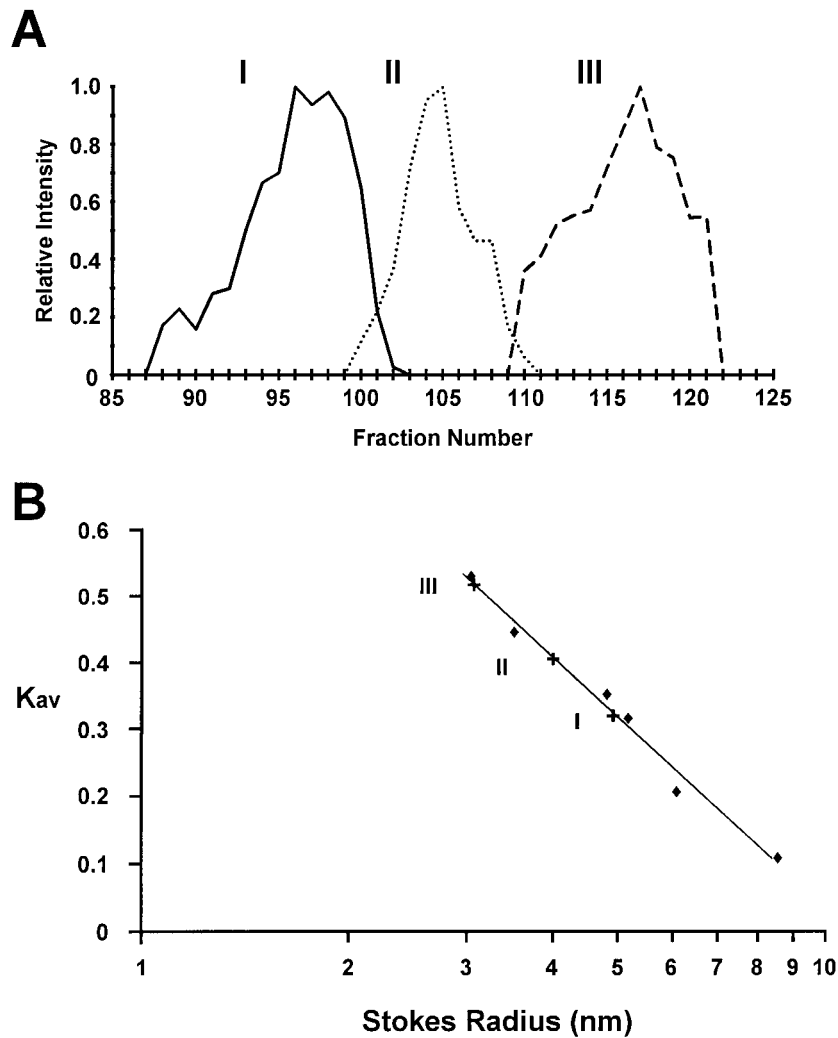 A
I II III
1.0
0.8
0.6
0.4
0.2
0
Relative Intensity
85 90 95 100 105 110 115 120 125
Fraction Number
B
0.6
0.5
0.4
0.3
0.2
0.1
0
Kav
III
II
I
1 2 3 4 5 6 7 8 9 10
Stokes Radius (nm)